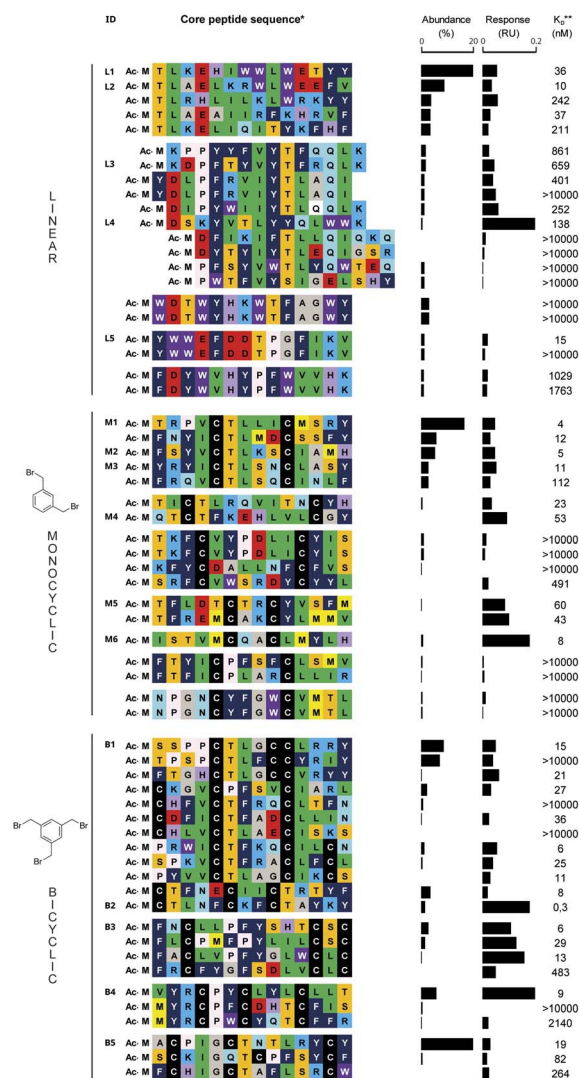 ID Core peptide sequence* Abundance (%) Response (RU) K_D** (nM)
0 20 0 0.2
L1 Ac- M T L K E H I W W L W E T Y Y 36
L2 Ac- M T L A E L K R W L W E E F V 10
Ac- M T L R H L I L K L W R K Y Y 242
Ac- M T L A E A I I R F K H R V F 37
Ac- M T L K E L I Q I T Y K F H F 211
Ac- M K P P Y Y F V Y T F Q Q L K 861
L3 Ac- M K D P F T Y V Y T R Q Q L K 659
Ac- M Y D L P F R V I Y T L A Q I 401
Ac- M Y D L P F R V I Y T L A Q I >10000
Ac- M D I P Y W I Y T L Q Q L K 252
L4 Ac- M D S K Y V T L Y Q L W W K 138
Ac- M D F I K I F T L L Q I Q K Q >10000
Ac- M D Y T Y I Y T L E Q I G S R >10000
Ac- M P F S Y V W T L Y Q W T E Q >10000
Ac- M P W T F V Y S I G E L S H Y >10000
Ac- M W D T W Y H K W T F A G W Y >10000
Ac- M W D T W Y H K W T F A G W Y >10000
L5 Ac- M Y W W E F D D T P G F I K V 15
Ac- M Y W W E F D D T P G F I K V >10000
Ac- M F D Y W V H Y P F W V V H K 1029
Ac- M F D Y W V H Y P F W V V H K 1763
LINEAR
M1 Ac- M T R P V C T L L I C M S R Y 4
Ac- M F N Y I C T L M D C S S F Y 12
M2 Ac- M F S Y V C T L K S C I A M H 5
M3 Ac- M Y R Y I C T L S N C L A S Y 11
Ac- M F R Q V C T L S Q C I N L F 112
Ac- M T I C T L R Q V I T N C Y H 23
M4 Ac- M Q T C T F K E H L V L C G Y 53
Ac- M T K F C V Y P D L I C Y I S >10000
Ac- M T K F C V Y P D L I C Y I S >10000
Ac- M K F Y C D A L L N F C F V S >10000
Ac- M S R F C V W S R D Y C Y Y L 491
M5 Ac- M T F L D T C T R C Y V S F M 60
Ac- M T F R E M C A K C Y L M M V 43
M6 Ac- M I S T V M C Q A C L M Y L H 8
Ac- M F T Y I C P F S F C L S M V >10000
Ac- M F T F I C P L A R C L L I R >10000
Ac- M N P G N C Y F G W C V M T L >10000
Ac- M N P G N C Y F G W C V M T L >10000
Br
Br
MONOCYCLIC
B1 Ac- M S S P P C T L G C C L R R Y 15
Ac- M T P S P C T L F C C Y R I Y >10000
Ac- M F T G H C T L G C V R Y Y 21
Ac- M C K G V C P F S V I A R L 27
Ac- M C H F V C T F R Q L T F N >10000
Ac- M C D F I C T F L L I D N I 36
Ac- M C H L V C T L A E C I S K S >10000
Ac- M P R W I C T F K Q C I L N 6
Ac- M S P K V C T F R A C L F C L 25
Ac- M P V V C T L A G C I K S 11
Ac- M C T F N E C I I C T R T Y F 8
B2 Ac- M C T L N F C K F C T A Y K Y 0,3
B3 Ac- M F N C L L P F Y S H T C S C 6
Ac- M F L C P M F P Y L I L C S 29
Ac- M F A C L V P F Y G L W C L C 13
Ac- M F R C F Y G F S D L V C L C 483
B4 Ac- M V Y R C P Y C L Y L C L L T 9
Ac- M M Y R C P F C D H T C F I S >10000
Ac- M M Y R C P W C Y Q T C F F R 2140
B5 Ac- M A C P I G C T N T L R Y C Y 19
Ac- M S C K I G Q T C P F S Y C F 82
Ac- M F C H I G C T A F L S R C W 264
Br
Br
Br
BICYCLIC